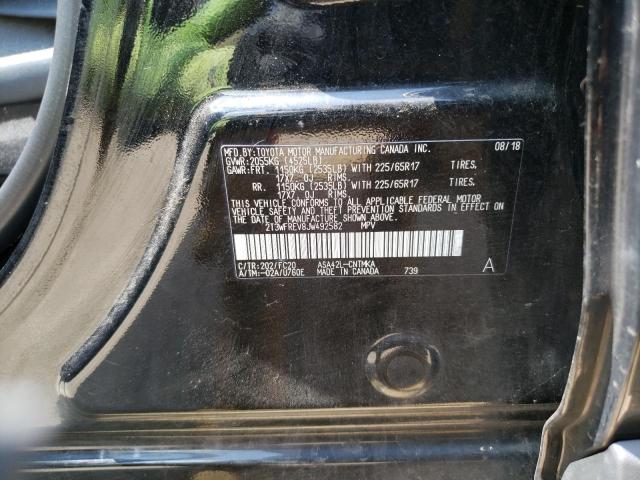 MFD.BY:TOYOTA MOTOR MANUFACTURING CANADA INC. 08/18
GVWR:2055KG (4525LB)
GAWR:FRT. 1150KG (2535LB) WITH 225/65R17 TIRES,
17X7.0J RIMS,
RR. 1150KG (2535LB) WITH 225/65R17 TIRES,
17X7.0J RIMS.
THIS VEHICLE CONFORMS TO ALL APPLICABLE FEDERAL MOTOR
VEHICLE SAFETY AND THEFT PREVENTION STANDARDS IN EFFECT ON
THE DATE OF MANUFACTURE SHOWN ABOVE.
2T3WFREV8JW492562 MPV
C/TR:202/FC20 ASA42L-CNTMKA A
A/TM:-02A/U760E MADE IN CANADA 739